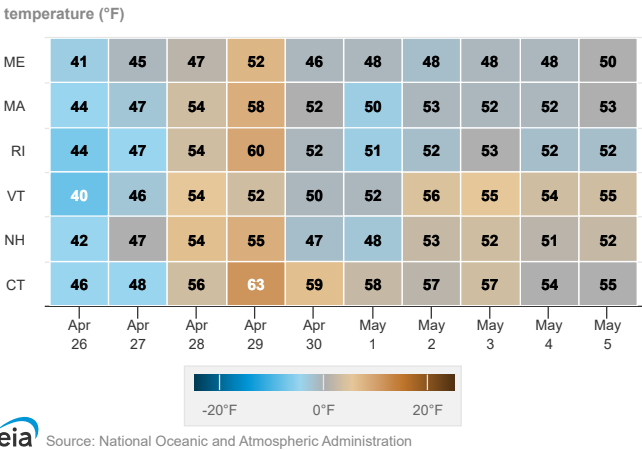 temperature (°F)
ME 41 45 47 52 46 48 48 48 48 50
MA 44 47 54 58 52 50 53 52 52 53
RI 44 47 54 60 52 51 52 53 52 52
VT 40 46 54 52 50 52 56 55 54 55
NH 42 47 54 55 47 48 53 52 51 52
CT 46 48 56 63 59 58 57 57 54 55
Apr Apr Apr Apr Apr May May May May May
26 27 28 29 30 1 2 3 4 5
-20°F 0°F 20°F
eia Source: National Oceanic and Atmospheric Administration